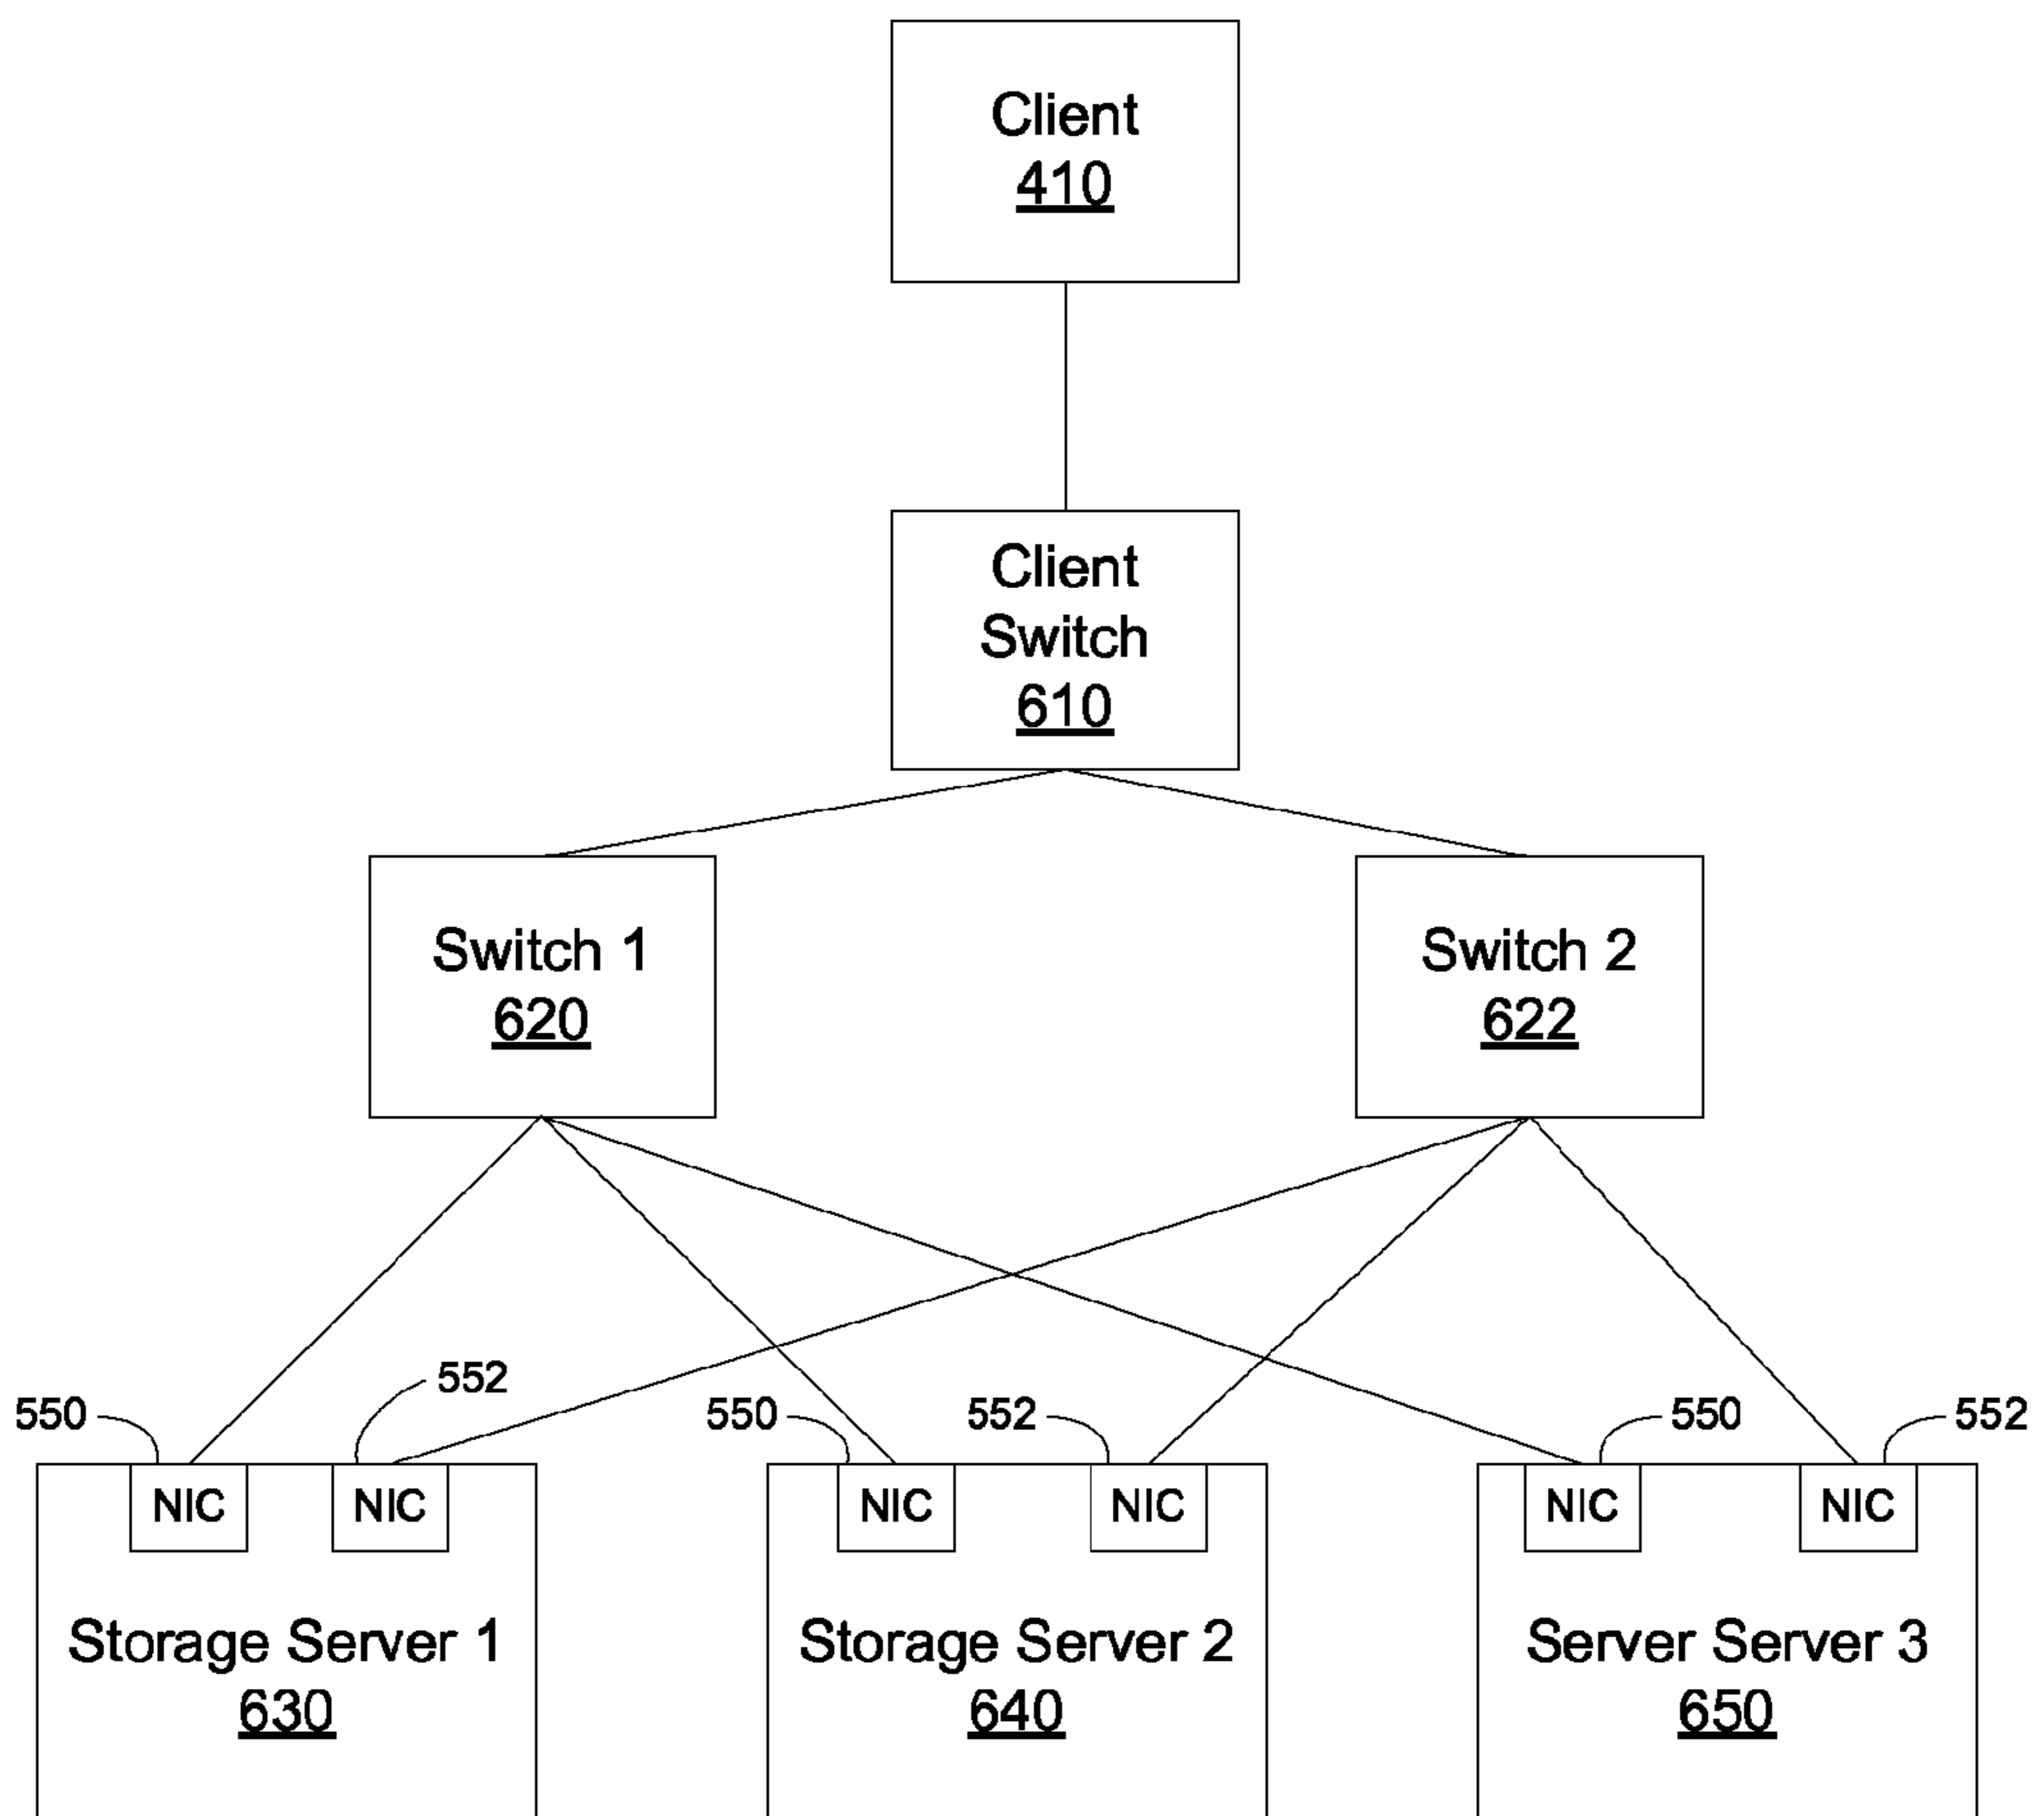 Client
410
Client
Switch
610
Switch 1
620
Switch 2
622
552
550
550
552
550
552
NIC
NIC
NIC
NIC
NIC
NIC
Storage Server 1
630
Storage Server 2
640
Server Server 3
650